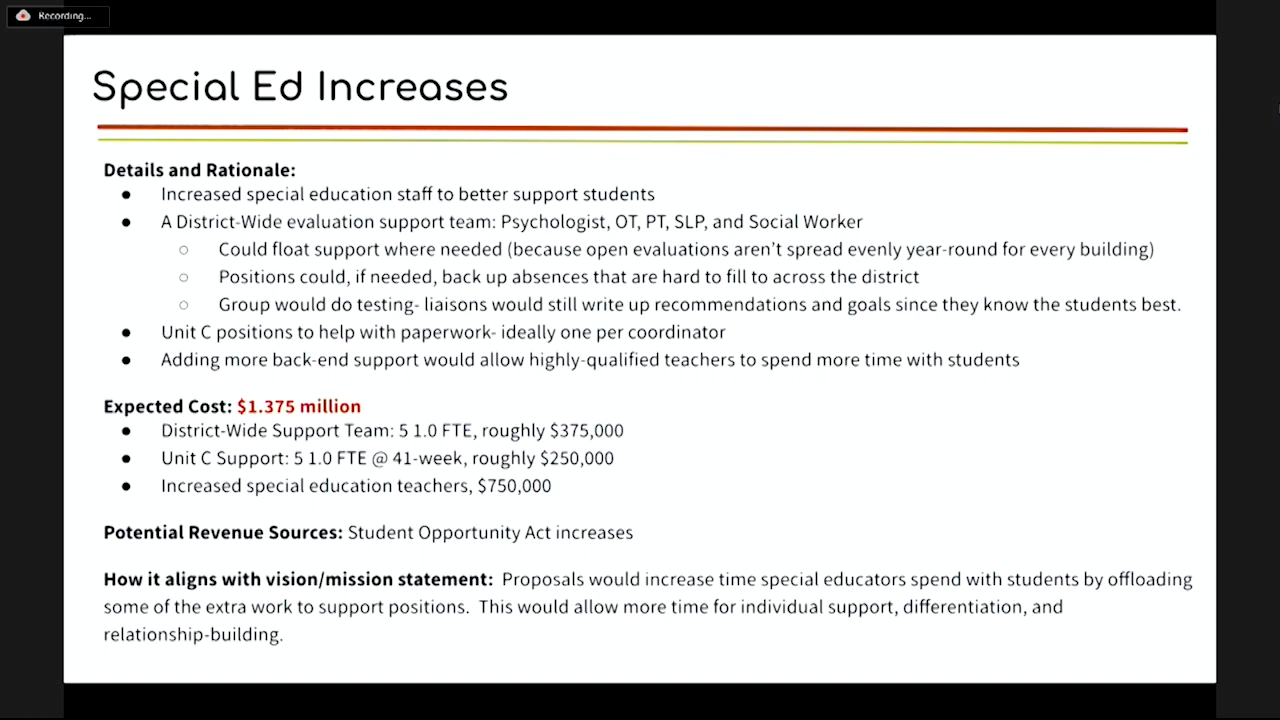 Recording...
Special Ed Increases
Details and Rationale:
● Increased special education staff to better support students
● A District-Wide evaluation support team: Psychologist, OT, PT, SLP, and Social Worker
○ Could float support where needed (because open evaluations aren't spread evenly year-round for every building)
○ Positions could, if needed, back up absences that are hard to fill to across the district
○ Group would do testing- liaisons would still write up recommendations and goals since they know the students best.
● Unit C positions to help with paperwork- ideally one per coordinator
● Adding more back-end support would allow highly-qualified teachers to spend more time with students
Expected Cost: $1.375 million
● District-Wide Support Team: 5 1.0 FTE, roughly $375,000
● Unit C Support: 5 1.0 FTE @ 41-week, roughly $250,000
● Increased special education teachers, $750,000
Potential Revenue Sources: Student Opportunity Act increases
How it aligns with vision/mission statement:  Proposals would increase time special educators spend with students by offloading
some of the extra work to support positions.  This would allow more time for individual support, differentiation, and
relationship-building.